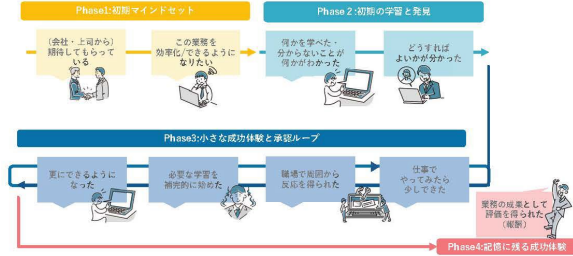 Phase1:初期マインドセット
Phase２:初期の学習と発見
(会社・上司から)
期待してもらって
いる
この業務を
効率化/できるように
なりたい
何かを学べた・
分からないことが
何かがわかった
どうすれば
よいかが分かった
Phase3:小さな成功体験と承認ループ
更にできるように
なった
必要な学習を
補完的に始めた
職場で周囲から
反応を得られた
仕事で
やってみたら
少しできた
業務の成果として
評価を得られた
(報酬)
Phase4:記憶に残る成功体験